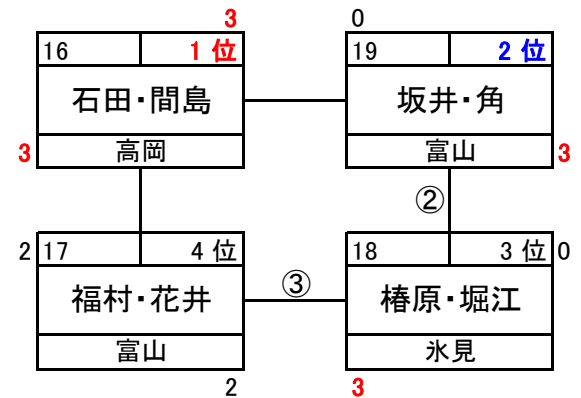 3 0
16 1 位 19 2 位
石田・間島 坂井・角
3 高岡 富山 3
②
2 17 4 位 18 3 位 0
福村・花井 ③ 椿原・堀江
富山 氷見
2 3